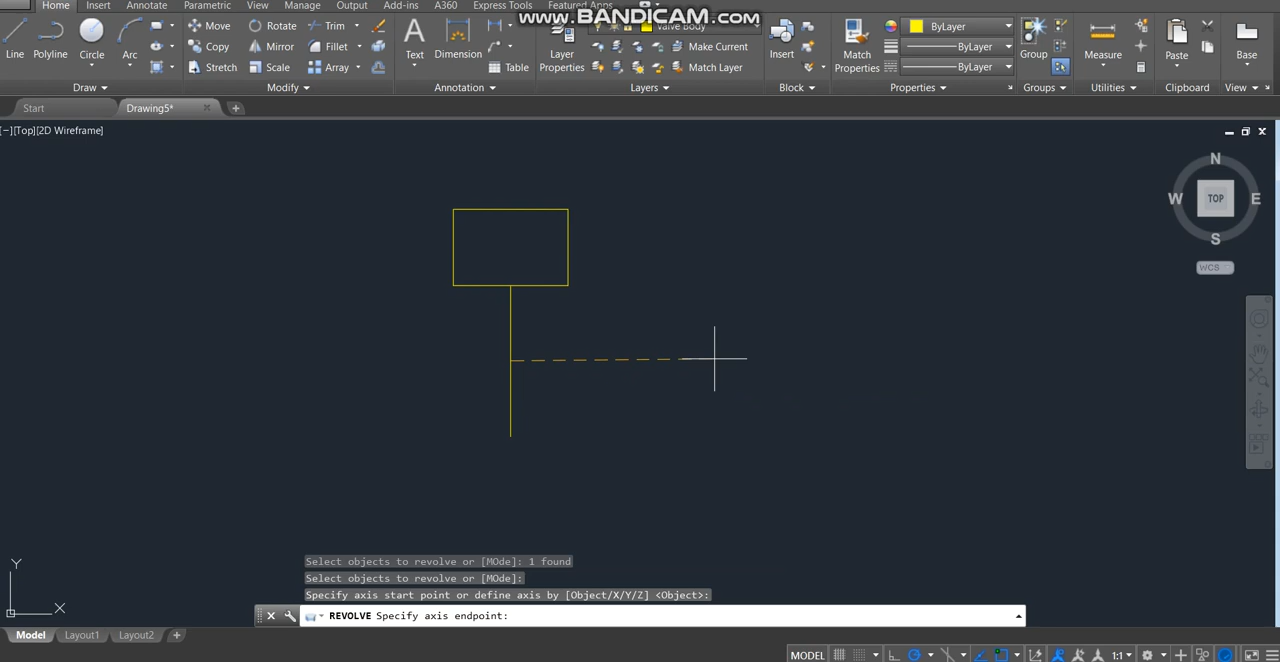 Home Insert Annotate Parametric View Manage Output Add-ins A360 Express Tools Featured Apps
www.BANDICAM.com
Line Polyline Circle Arc
Move Rotate Trim
Copy Mirror Fillet
Stretch Scale Array
Text Dimension Table
Layer Properties
Valve Body
Make Current
Match Layer
Insert
Match Properties
ByLayer
ByLayer
ByLayer
Group Measure Paste Base
Draw Modify Annotation Layers Block Properties Groups Utilities Clipboard View
Start Drawing5*
[−][Top][2D Wireframe]
N
W TOP E
S
WCS
Y
X
Select objects to revolve or [MOde]: 1 found
Select objects to revolve or [MOde]:
Specify axis start point or define axis by [Object/X/Y/Z] <Object>:
REVOLVE Specify axis endpoint:
Model Layout1 Layout2 +
MODEL 1:1